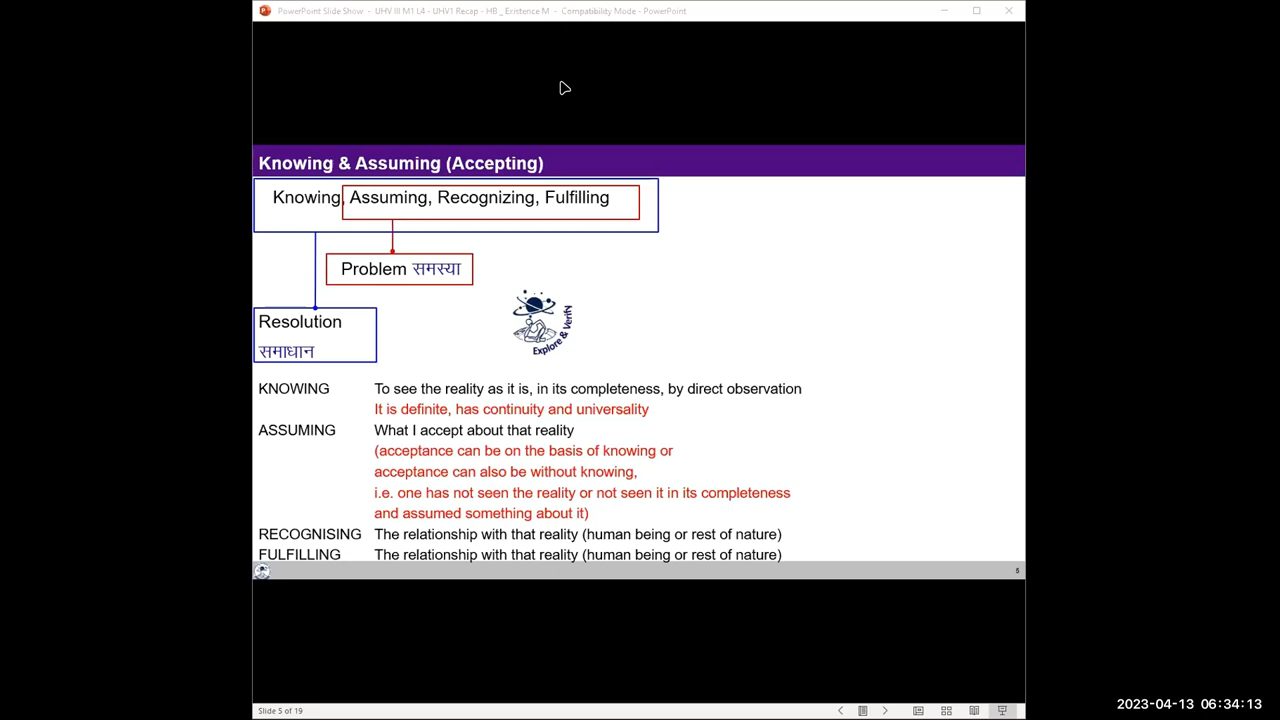 PowerPoint Slide Show - UHV III M1 L4 - UHV1 Recap - HB _ Existence M - Compatibility Mode - PowerPoint
Knowing & Assuming (Accepting)
Knowing, Assuming, Recognizing, Fulfilling
Problem समस्या
Resolution
समाधान
Explore & Verify
KNOWING To see the reality as it is, in its completeness, by direct observation
It is definite, has continuity and universality
ASSUMING What I accept about that reality
(acceptance can be on the basis of knowing or
acceptance can also be without knowing,
i.e. one has not seen the reality or not seen it in its completeness
and assumed something about it)
RECOGNISING The relationship with that reality (human being or rest of nature)
FULFILLING The relationship with that reality (human being or rest of nature)
5
Slide 5 of 19
2023-04-13 06:34:13